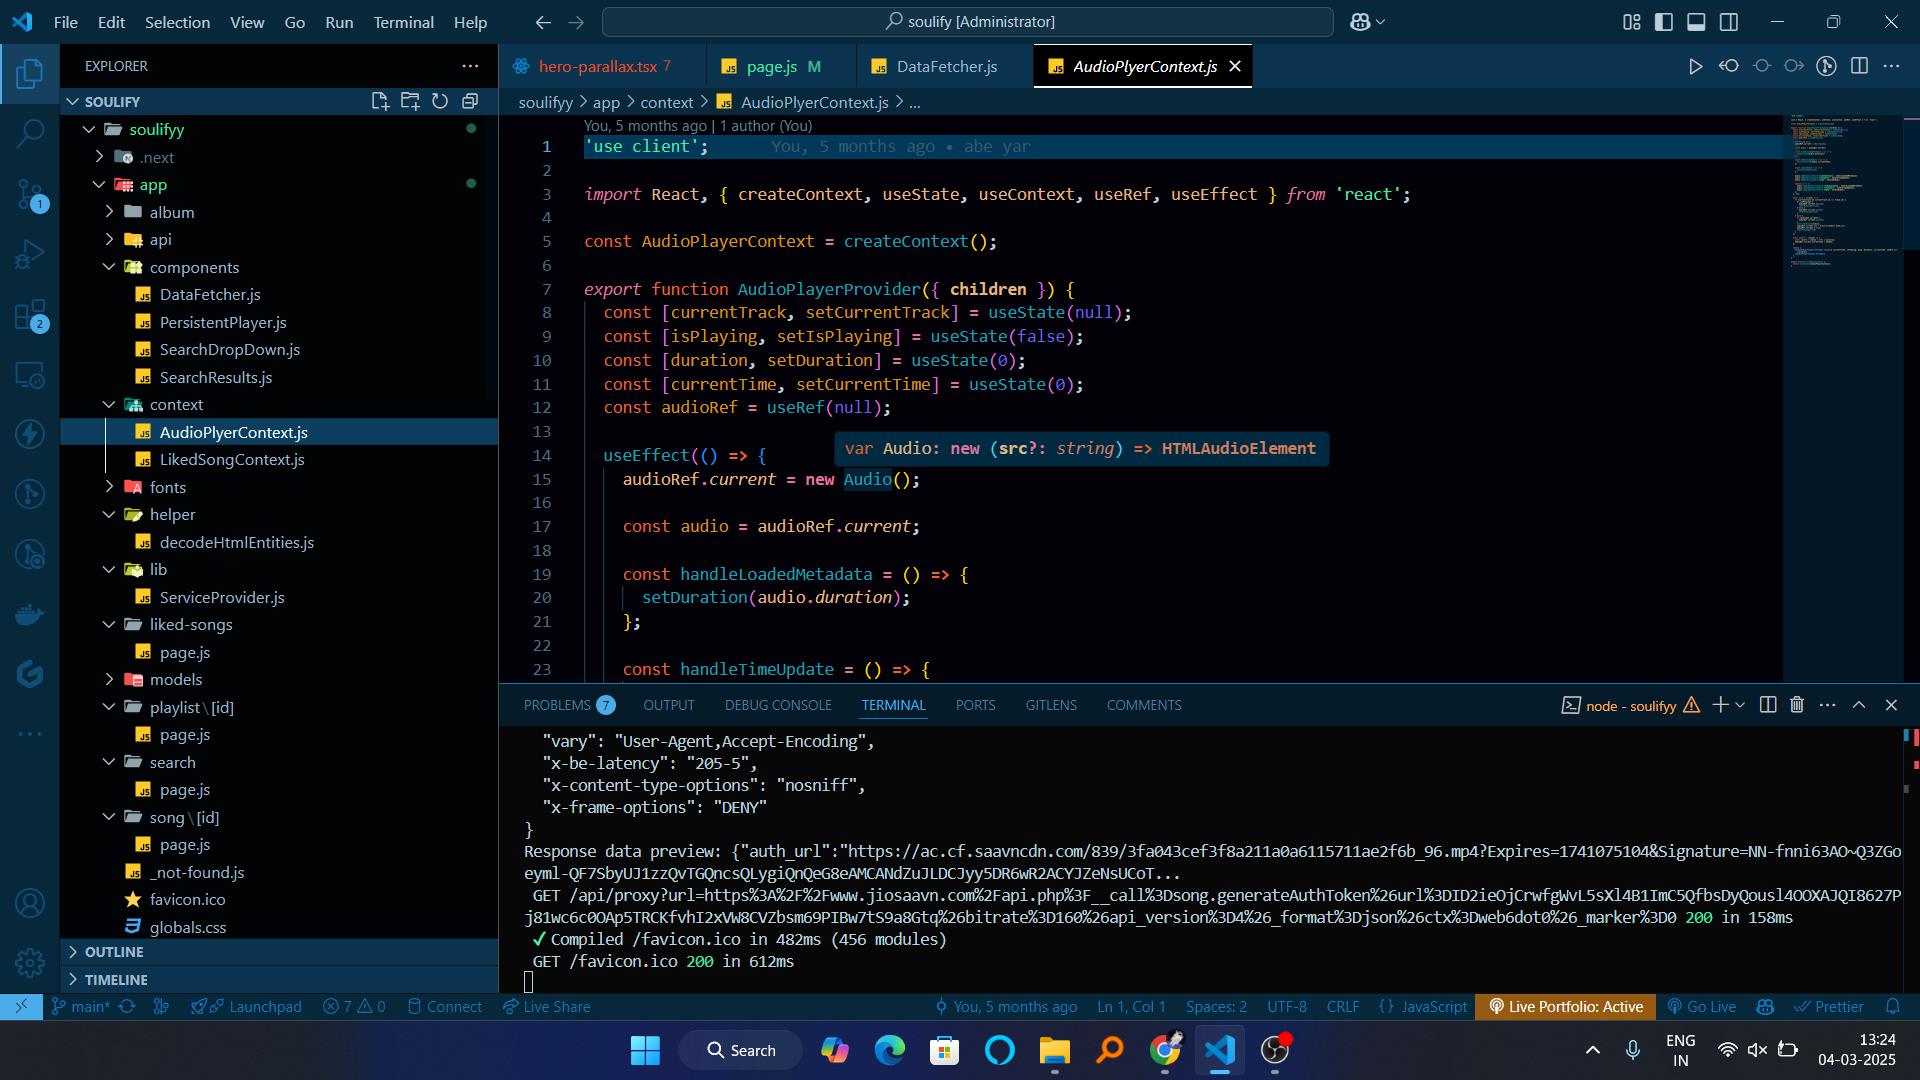 File Edit Selection View Go Run Terminal Help
soulify [Administrator]
EXPLORER
SOULIFY
soulifyy
.next
app
album
api
components
DataFetcher.js
PersistentPlayer.js
SearchDropDown.js
SearchResults.js
context
AudioPlyerContext.js
LikedSongContext.js
fonts
helper
decodeHtmlEntities.js
lib
ServiceProvider.js
liked-songs
page.js
models
playlist\[id]
page.js
search
page.js
song\[id]
page.js
_not-found.js
favicon.ico
globals.css
OUTLINE
TIMELINE
1
2
hero-parallax.tsx 7
page.js M
DataFetcher.js
AudioPlyerContext.js
soulifyy > app > context > AudioPlyerContext.js > ...
You, 5 months ago | 1 author (You)
1 'use client'; You, 5 months ago • abe yar
2
3 import React, { createContext, useState, useContext, useRef, useEffect } from 'react';
4
5 const AudioPlayerContext = createContext();
6
7 export function AudioPlayerProvider({ children }) {
8 const [currentTrack, setCurrentTrack] = useState(null);
9 const [isPlaying, setIsPlaying] = useState(false);
10 const [duration, setDuration] = useState(0);
11 const [currentTime, setCurrentTime] = useState(0);
12 const audioRef = useRef(null);
13
var Audio: new (src?: string) => HTMLAudioElement
14 useEffect(() => {
15 audioRef.current = new Audio();
16
17 const audio = audioRef.current;
18
19 const handleLoadedMetadata = () => {
20 setDuration(audio.duration);
21 };
22
23 const handleTimeUpdate = () => {
PROBLEMS 7 OUTPUT DEBUG CONSOLE TERMINAL PORTS GITLENS COMMENTS
node - soulifyy
"vary": "User-Agent,Accept-Encoding",
"x-be-latency": "205-5",
"x-content-type-options": "nosniff",
"x-frame-options": "DENY"
}
Response data preview: {"auth_url":"https://ac.cf.saavncdn.com/839/3fa043cef3f8a211a0a6115711ae2f6b_96.mp4?Expires=1741075104&Signature=NN-fnni63AO~Q3ZGo
eyml-QF7SbyUJ1zzQvTGQncsQLygiQnQeG8eAMCANdZuJLDCJyy5DR6wR2ACYJZeNsUCoT...
GET /api/proxy?url=https%3A%2F%2Fwww.jiosaavn.com%2Fapi.php%3F__call%3Dsong.generateAuthToken%26url%3DID2ieOjCrwfgWvL5sXl4B1ImC5QfbsDyQousl4OOXAJQI8627P
j81wc6c0OAp5TRCKfvhI2xVW8CVZbsm69PIBw7tS9a8Gtq%26bitrate%3D160%26api_version%3D4%26_format%3Djson%26ctx%3Dweb6dot0%26_marker%3D0 200 in 158ms
✓ Compiled /favicon.ico in 482ms (456 modules)
GET /favicon.ico 200 in 612ms
main* Launchpad 7 0 Connect Live Share You, 5 months ago Ln 1, Col 1 Spaces: 2 UTF-8 CRLF {} JavaScript Live Portfolio: Active Go Live Prettier
Search
ENG
IN
13:24
04-03-2025